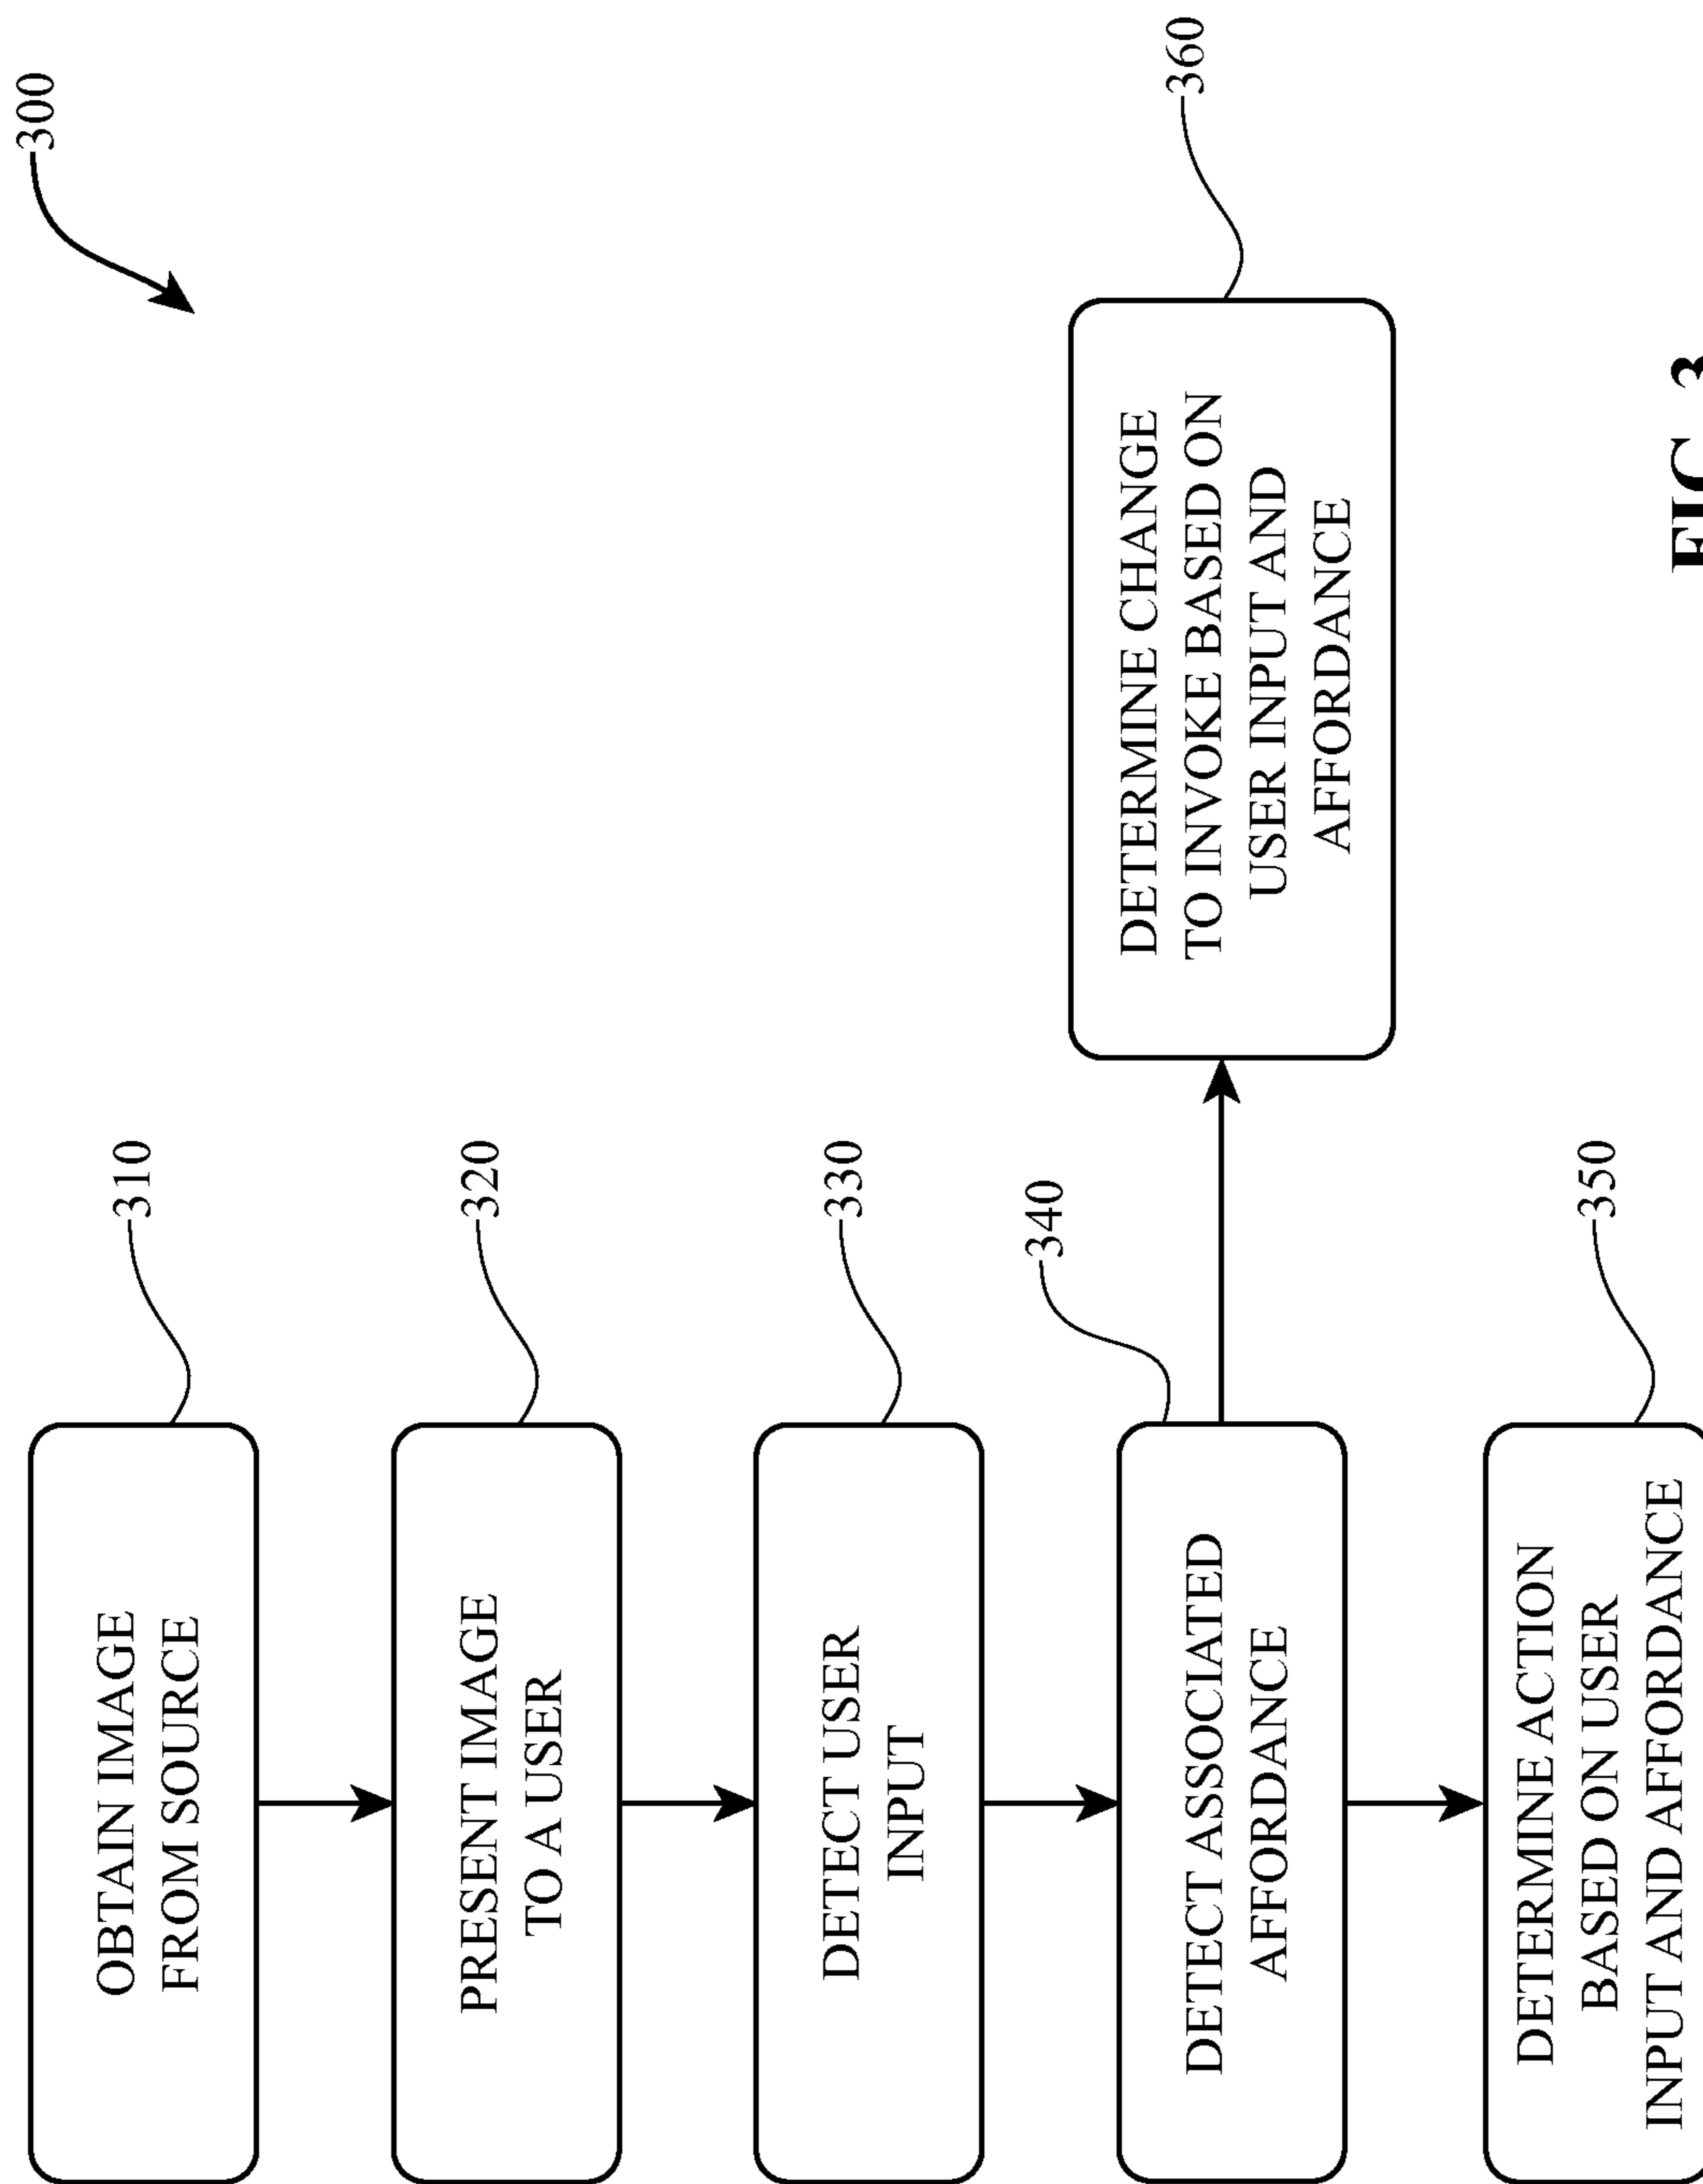 300
OBTAIN IMAGE
FROM SOURCE
310
PRESENT IMAGE
TO A USER
320
DETECT USER
INPUT
330
DETECT ASSOCIATED
AFFORDANCE
340
DETERMINE CHANGE
TO INVOKE BASED ON
USER INPUT AND
AFFORDANCE
360
DETERMINE ACTION
BASED ON USER
INPUT AND AFFORDANCE
350
FIG. 3